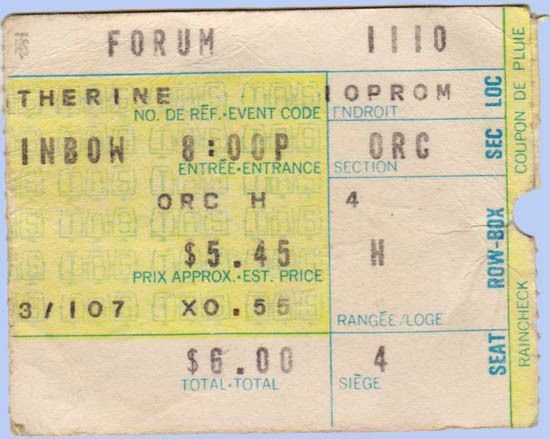 FORUM 1110
THERINE OPROM
NO. DE RÉF.·EVENT CODE ENDROIT LOC
INBOW 8:00P ORC SEC
ENTRÉE·ENTRANCE SECTION
ORC H 4
$5.45 H ROW-BOX
PRIX APPROX.·EST. PRICE
3/107 XO.55 RANGÉE/LOGE
$6.00 4 SEAT
TOTAL·TOTAL SIÈGE
COUPON DE PLUIE
RAINCHECK